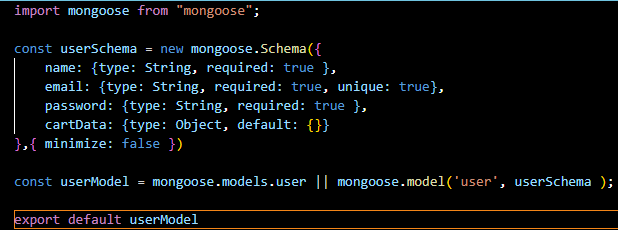 import mongoose from "mongoose";
const userSchema = new mongoose.Schema({
    name: {type: String, required: true },
    email: {type: String, required: true, unique: true},
    password: {type: String, required: true },
    cartData: {type: Object, default: {}}
},{ minimize: false })
const userModel = mongoose.models.user || mongoose.model('user', userSchema );
export default userModel